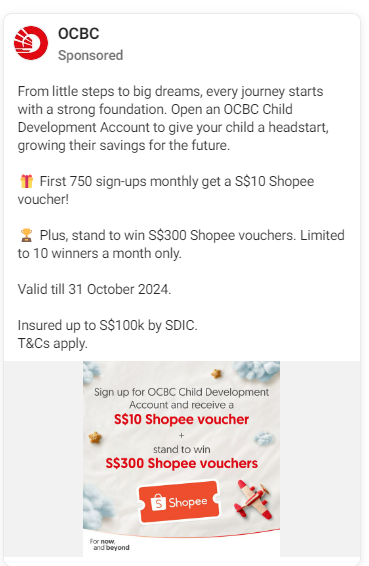 OCBC
Sponsored
From little steps to big dreams, every journey starts
with a strong foundation. Open an OCBC Child
Development Account to give your child a headstart,
growing their savings for the future.
🎁 First 750 sign-ups monthly get a S$10 Shopee
voucher!
🏆 Plus, stand to win S$300 Shopee vouchers. Limited
to 10 winners a month only.
Valid till 31 October 2024.
Insured up to S$100k by SDIC.
T&Cs apply.
Sign up for OCBC Child Development
Account and receive a
S$10 Shopee voucher
+
stand to win
S$300 Shopee vouchers
S Shopee
For now,
and beyond